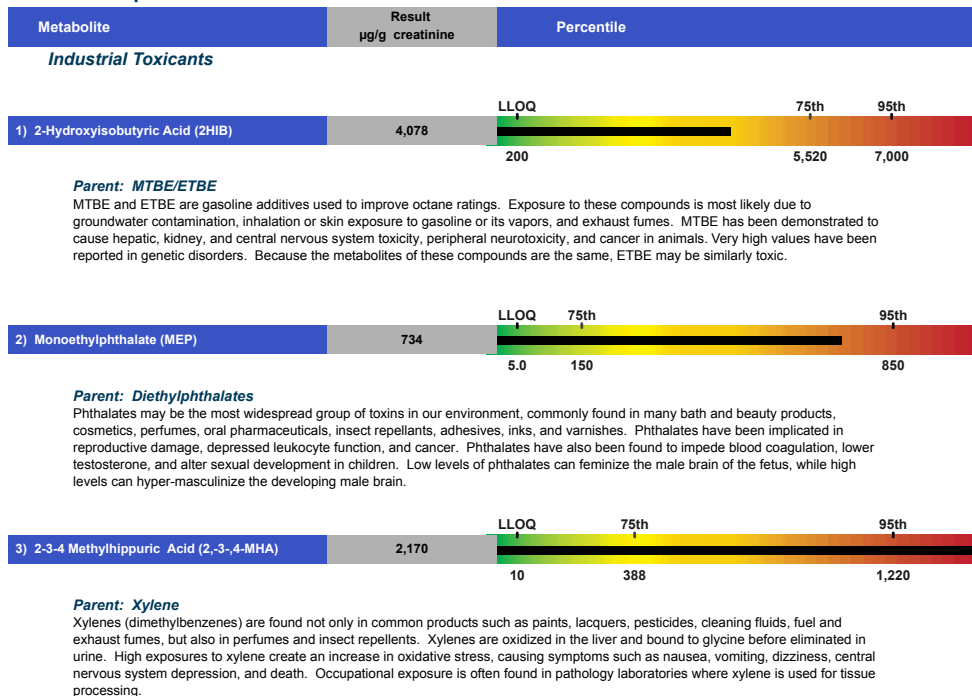 Metabolite
Result
µg/g creatinine
Percentile
Industrial Toxicants
LLOQ 75th 95th
1) 2-Hydroxyisobutyric Acid (2HIB) 4,078
200 5,520 7,000
Parent: MTBE/ETBE
MTBE and ETBE are gasoline additives used to improve octane ratings. Exposure to these compounds is most likely due to
groundwater contamination, inhalation or skin exposure to gasoline or its vapors, and exhaust fumes. MTBE has been demonstrated to
cause hepatic, kidney, and central nervous system toxicity, peripheral neurotoxicity, and cancer in animals. Very high values have been
reported in genetic disorders. Because the metabolites of these compounds are the same, ETBE may be similarly toxic.
LLOQ 75th 95th
2) Monoethylphthalate (MEP) 734
5.0 150 850
Parent: Diethylphthalates
Phthalates may be the most widespread group of toxins in our environment, commonly found in many bath and beauty products,
cosmetics, perfumes, oral pharmaceuticals, insect repellants, adhesives, inks, and varnishes. Phthalates have been implicated in
reproductive damage, depressed leukocyte function, and cancer. Phthalates have also been found to impede blood coagulation, lower
testosterone, and alter sexual development in children. Low levels of phthalates can feminize the male brain of the fetus, while high
levels can hyper-masculinize the developing male brain.
LLOQ 75th 95th
3) 2-3-4 Methylhippuric Acid (2,-3-,4-MHA) 2,170
10 388 1,220
Parent: Xylene
Xylenes (dimethylbenzenes) are found not only in common products such as paints, lacquers, pesticides, cleaning fluids, fuel and
exhaust fumes, but also in perfumes and insect repellents. Xylenes are oxidized in the liver and bound to glycine before eliminated in
urine. High exposures to xylene create an increase in oxidative stress, causing symptoms such as nausea, vomiting, dizziness, central
nervous system depression, and death. Occupational exposure is often found in pathology laboratories where xylene is used for tissue
processing.